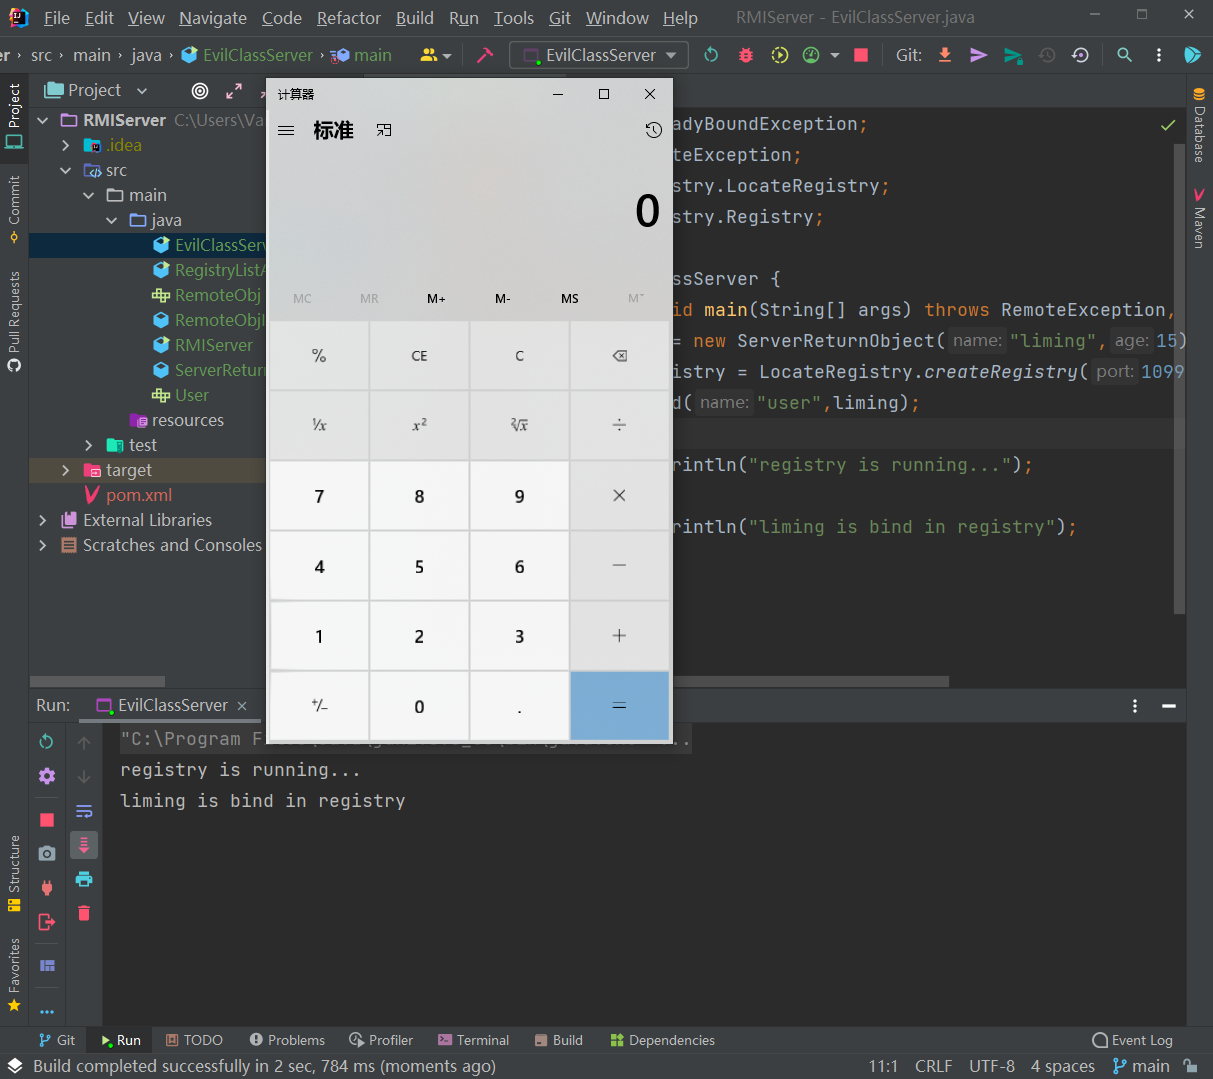 File Edit View Navigate Code Refactor Build Run Tools Git Window Help RMIServer - EvilClassServer.java
er › src › main › java › EvilClassServer › main EvilClassServer Git:
Project
RMIServer C:\Users\Va
.idea
src
main
java
EvilClassSer
RegistryList
RemoteObj
RemoteObjI
RMIServer
ServerRetur
User
resources
test
target
pom.xml
External Libraries
Scratches and Consoles
Project
Commit
Pull Requests
Structure
Favorites
计算器
标准
0
MC MR M+ M- MS M˅
% CE C
⅟x x² ²√x ÷
7 8 9 ×
4 5 6 −
1 2 3 +
+/− 0 . =
adyBoundException;
teException;
stry.LocateRegistry;
stry.Registry;
ssServer {
id main(String[] args) throws RemoteException,
= new ServerReturnObject( name: "liming", age: 15)
istry = LocateRegistry.createRegistry( port: 1099
d( name: "user",liming);
rintln("registry is running...");
rintln("liming is bind in registry");
Database
Maven
Run: EvilClassServer
"C:\Program F
registry is running...
liming is bind in registry
Git Run TODO Problems Profiler Terminal Build Dependencies Event Log
Build completed successfully in 2 sec, 784 ms (moments ago) 11:1 CRLF UTF-8 4 spaces main